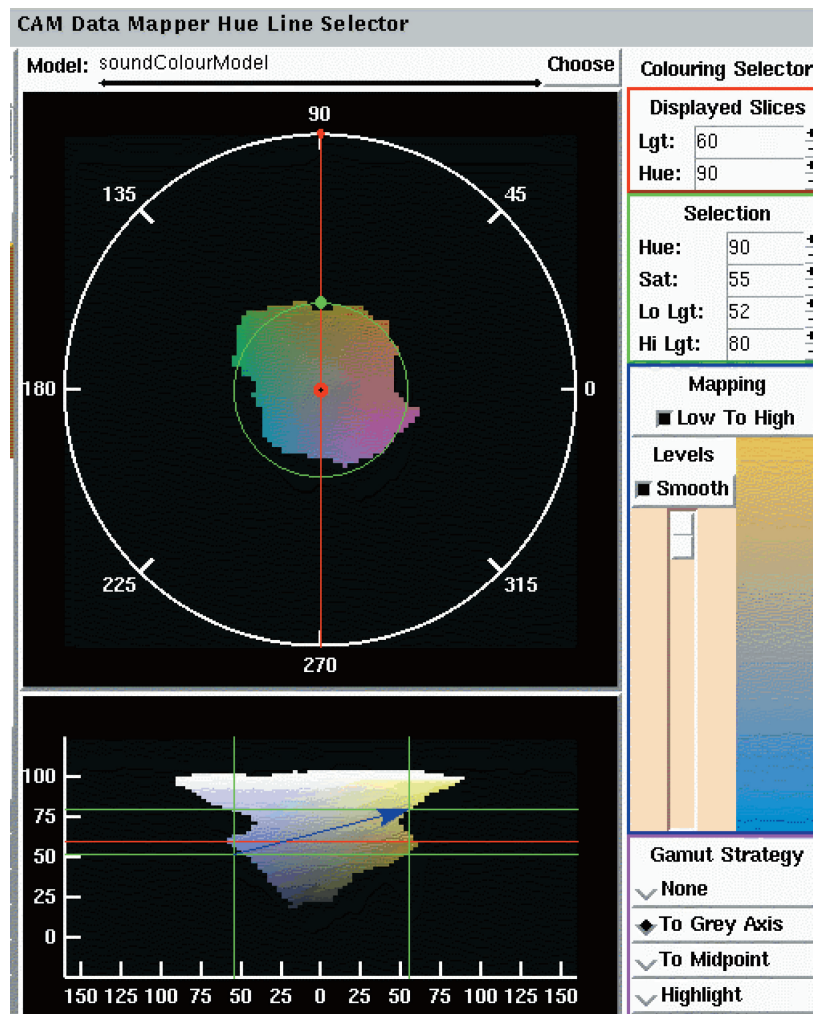 CAM Data Mapper Hue Line Selector
Model: soundColourModel Choose
90
135 45
180 0
225 315
270
100
75
50
25
0
150 125 100 75 50 25 0 25 50 75 100 125 150
Colouring Selector
Displayed Slices
Lgt: 60
Hue: 90
Selection
Hue: 90
Sat: 55
Lo Lgt: 52
Hi Lgt: 80
Mapping
Low To High
Levels
Smooth
Gamut Strategy
None
To Grey Axis
To Midpoint
Highlight